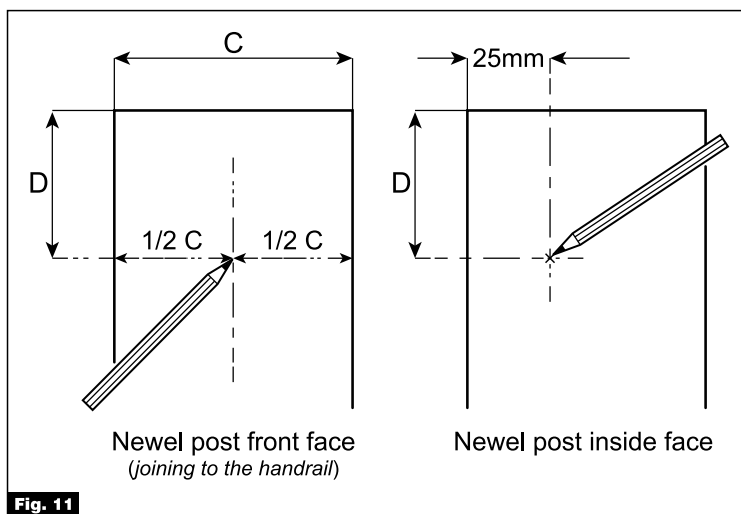 C
25mm
D
D
1/2 C
1/2 C
Newel post front face
(joining to the handrail)
Newel post inside face
Fig. 11